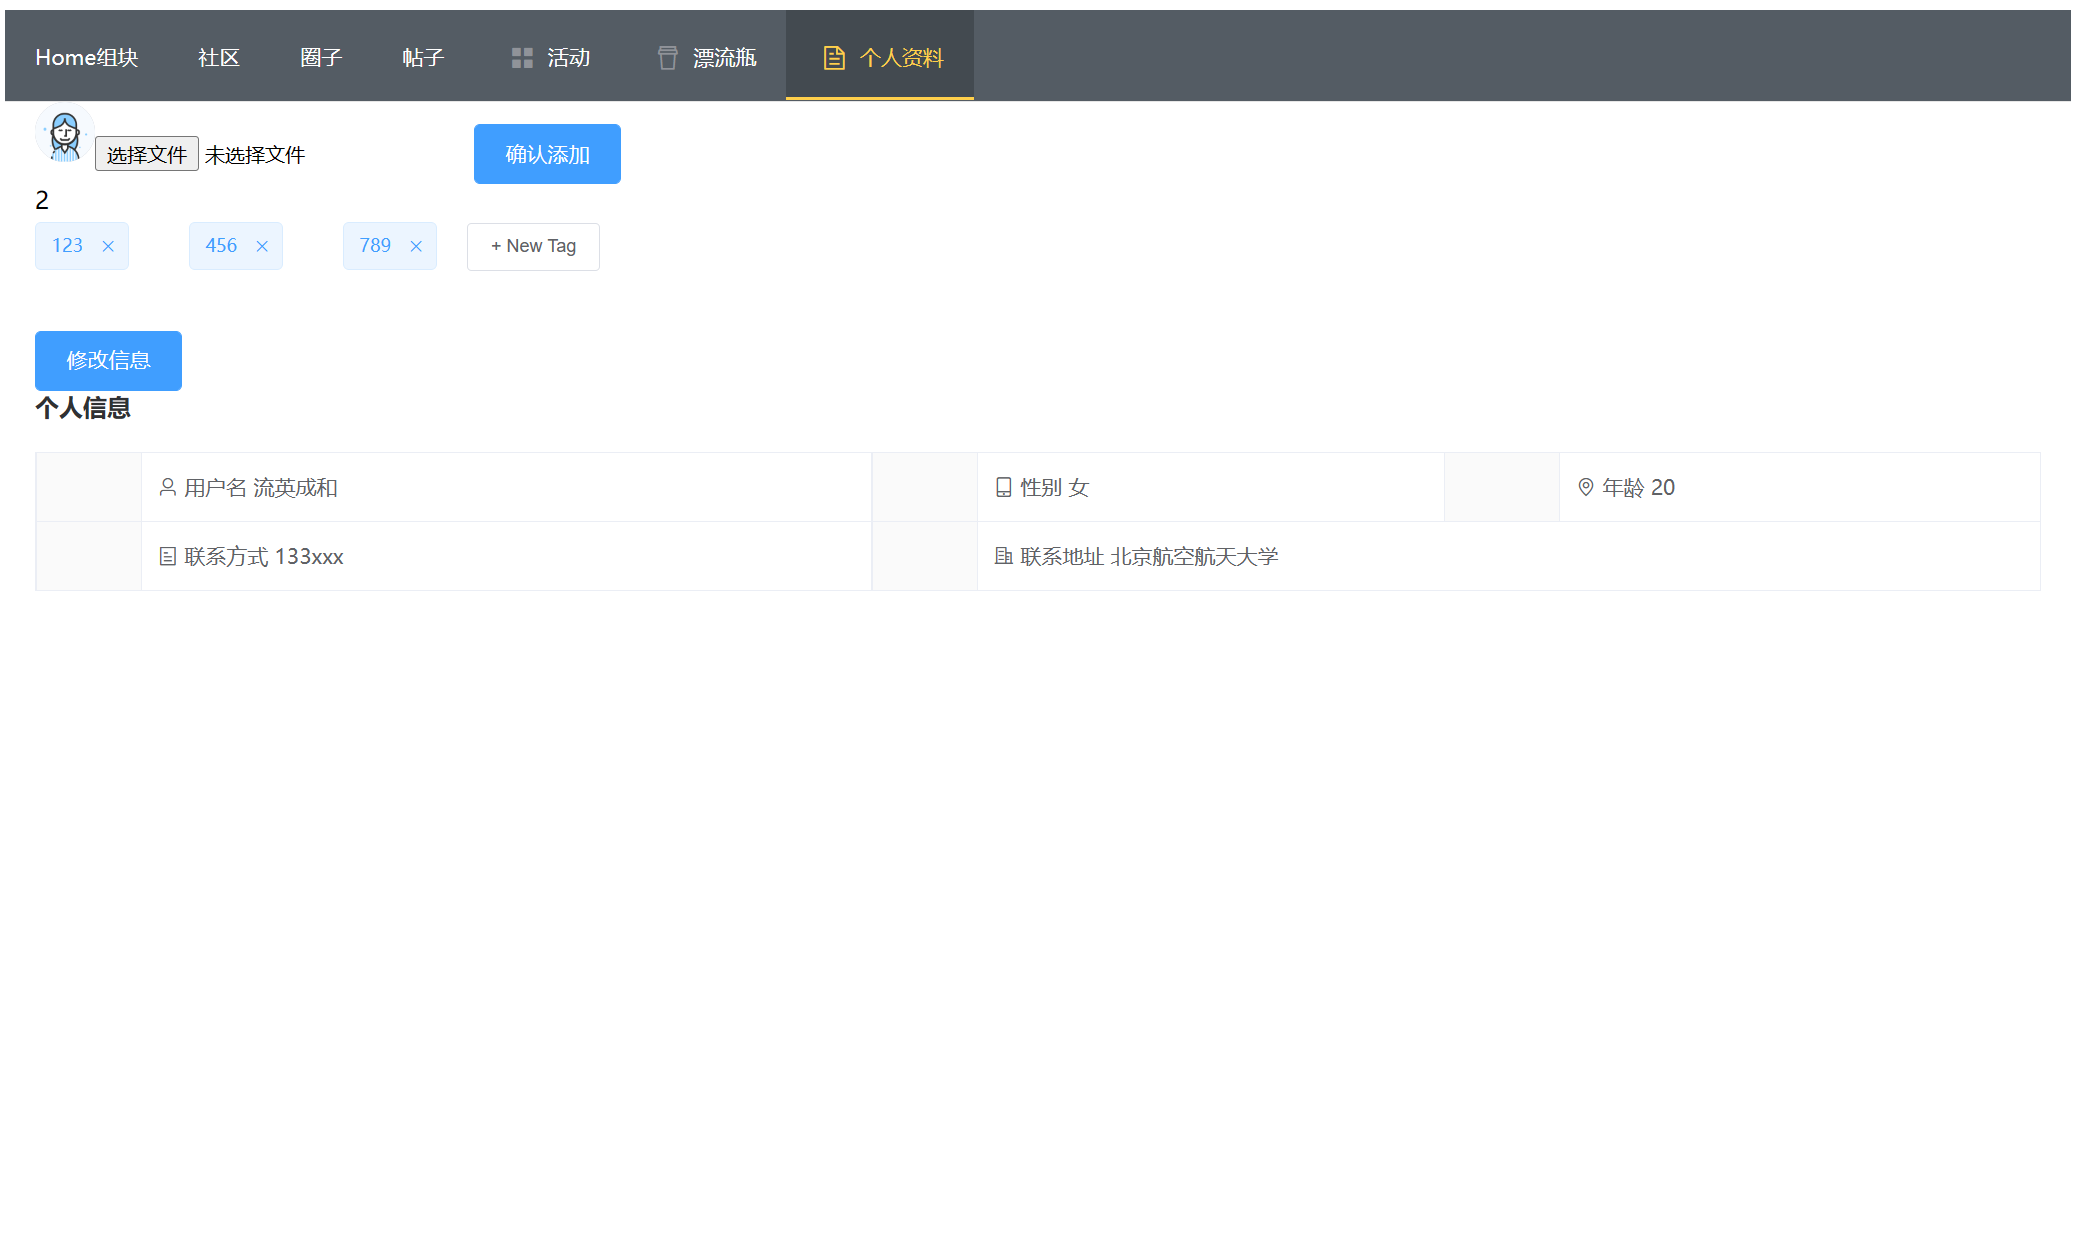 Home组块 社区 圈子 帖子 活动 漂流瓶 个人资料
选择文件 未选择文件 确认添加
2
123 × 456 × 789 × + New Tag
修改信息
个人信息
用户名 流英成和 性别 女 年龄 20
联系方式 133xxx 联系地址 北京航空航天大学